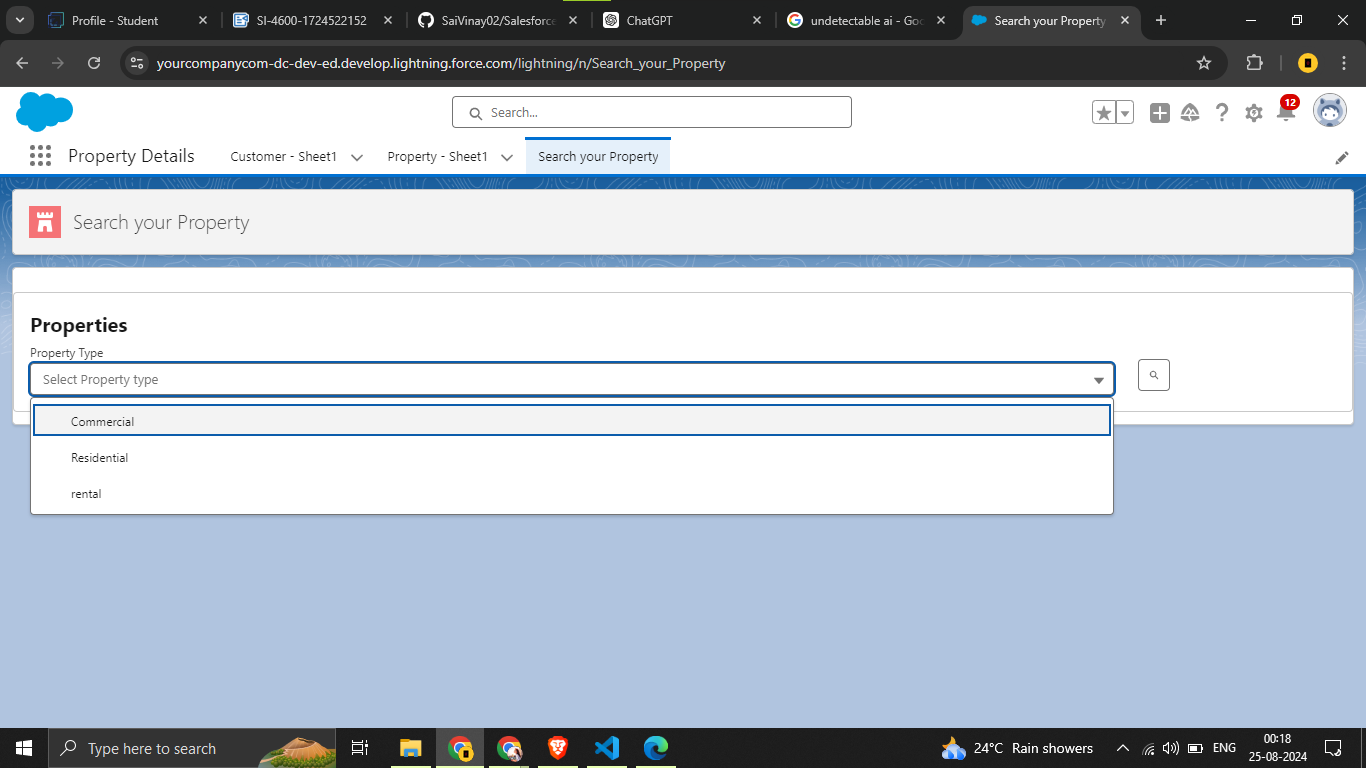 Profile - Student
SI-4600-1724522152
SaiVinay02/Salesforce
ChatGPT
undetectable ai - Goo
Search your Property
yourcompanycom-dc-dev-ed.develop.lightning.force.com/lightning/n/Search_your_Property
Search...
12
Property Details
Customer - Sheet1
Property - Sheet1
Search your Property
Search your Property
Properties
Property Type
Select Property type
Commercial
Residential
rental
Type here to search
24°C Rain showers
ENG
00:18
25-08-2024